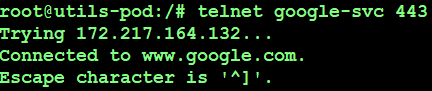 root@utils-pod:/# telnet google-svc 443
Trying 172.217.164.132...
Connected to www.google.com.
Escape character is '^]'.